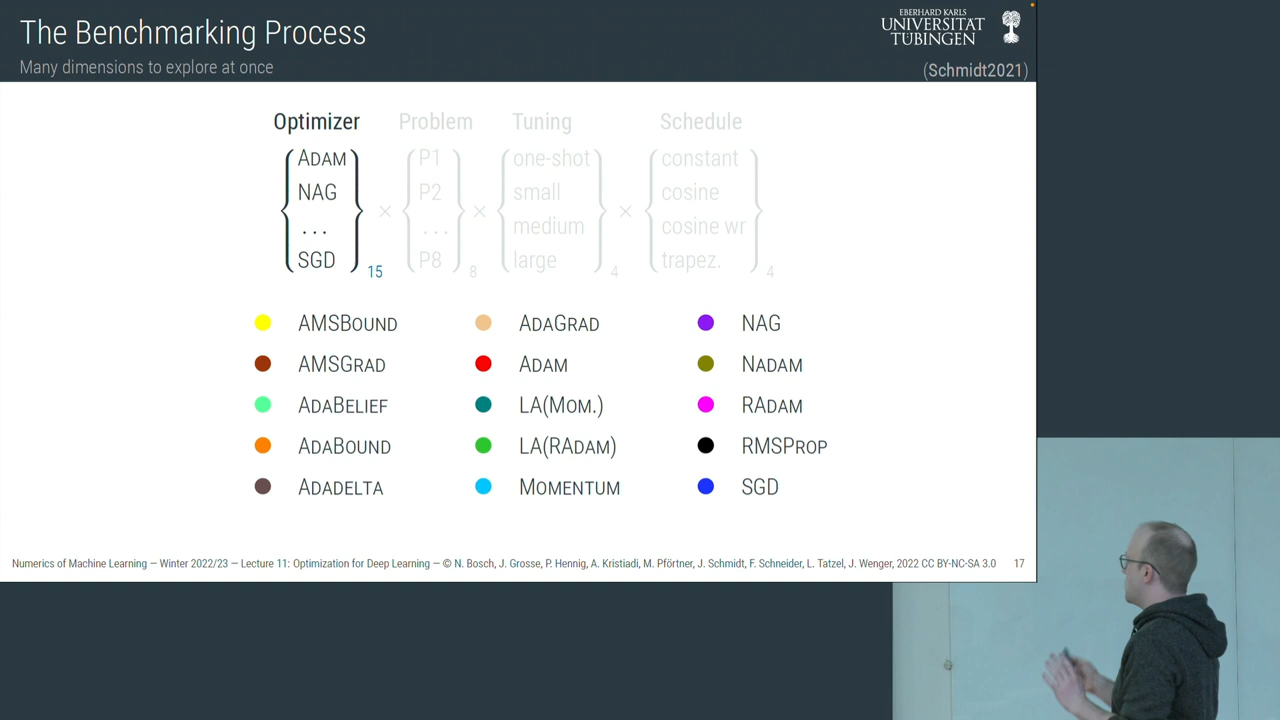 The Benchmarking Process
Many dimensions to explore at once
EBERHARD KARLS
UNIVERSITÄT
TÜBINGEN
(Schmidt2021)
Optimizer Problem Tuning Schedule
ADAM P1 one-shot constant
NAG P2 small cosine
× × ×
... ... medium cosine wr
SGD P8 large trapez.
15 8 4 4
AMSBOUND ADAGRAD NAG
AMSGRAD ADAM NADAM
ADABELIEF LA(MOM.) RADAM
ADABOUND LA(RADAM) RMSPROP
ADADELTA MOMENTUM SGD
Numerics of Machine Learning — Winter 2022/23 — Lecture 11: Optimization for Deep Learning — © N. Bosch, J. Grosse, P. Hennig, A. Kristiadi, M. Pförtner, J. Schmidt, F. Schneider, L. Tatzel, J. Wenger, 2022 CC BY-NC-SA 3.0 17